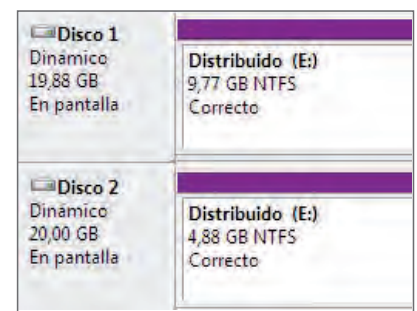 Disco 1
Dinámico
19,88 GB
En pantalla
Distribuido (E:)
9,77 GB NTFS
Correcto
Disco 2
Dinámico
20,00 GB
En pantalla
Distribuido (E:)
4,88 GB NTFS
Correcto